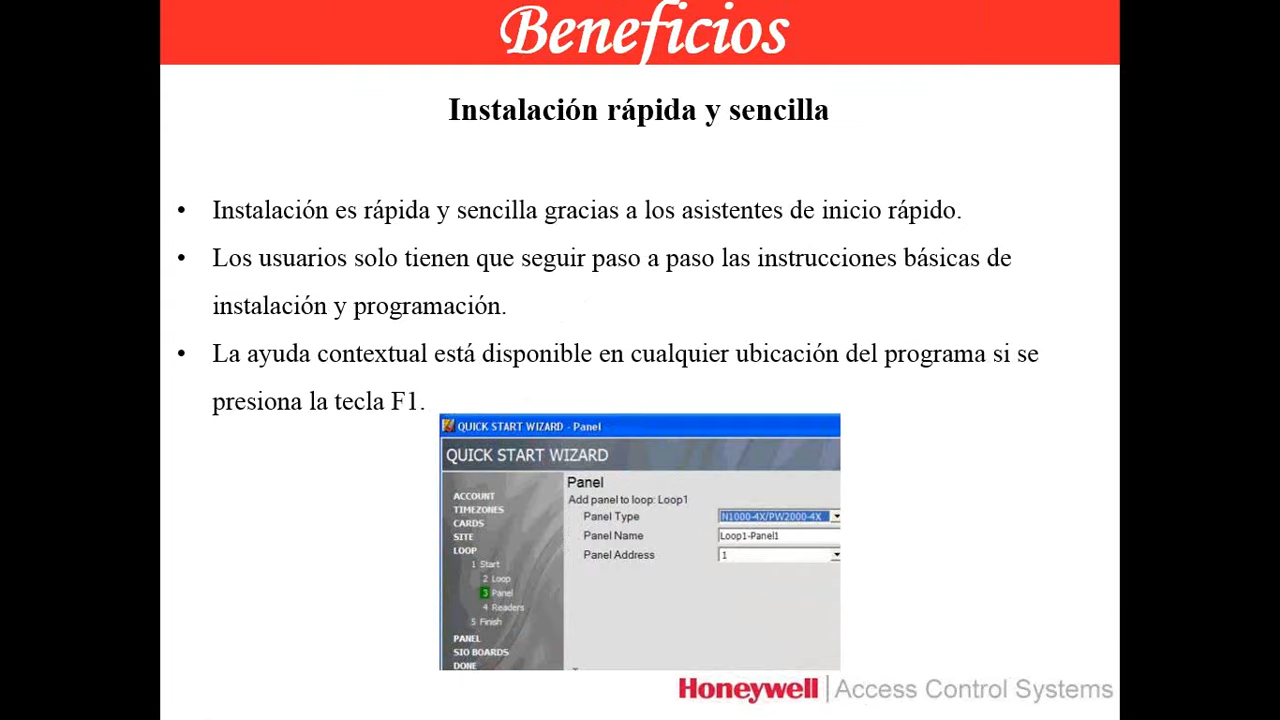 Beneficios
Instalación rápida y sencilla
• Instalación es rápida y sencilla gracias a los asistentes de inicio rápido.
• Los usuarios solo tienen que seguir paso a paso las instrucciones básicas de
instalación y programación.
• La ayuda contextual está disponible en cualquier ubicación del programa si se
presiona la tecla F1.
QUICK START WIZARD - Panel
QUICK START WIZARD
ACCOUNT
TIMEZONES
CARDS
SITE
LOOP
1 Start
2 Loop
3 Panel
4 Readers
5 Finish
PANEL
SIO BOARDS
DONE
Panel
Add panel to loop: Loop1
Panel Type N1000-4X/PW2000-4X
Panel Name Loop1-Panel1
Panel Address 1
Honeywell | Access Control Systems